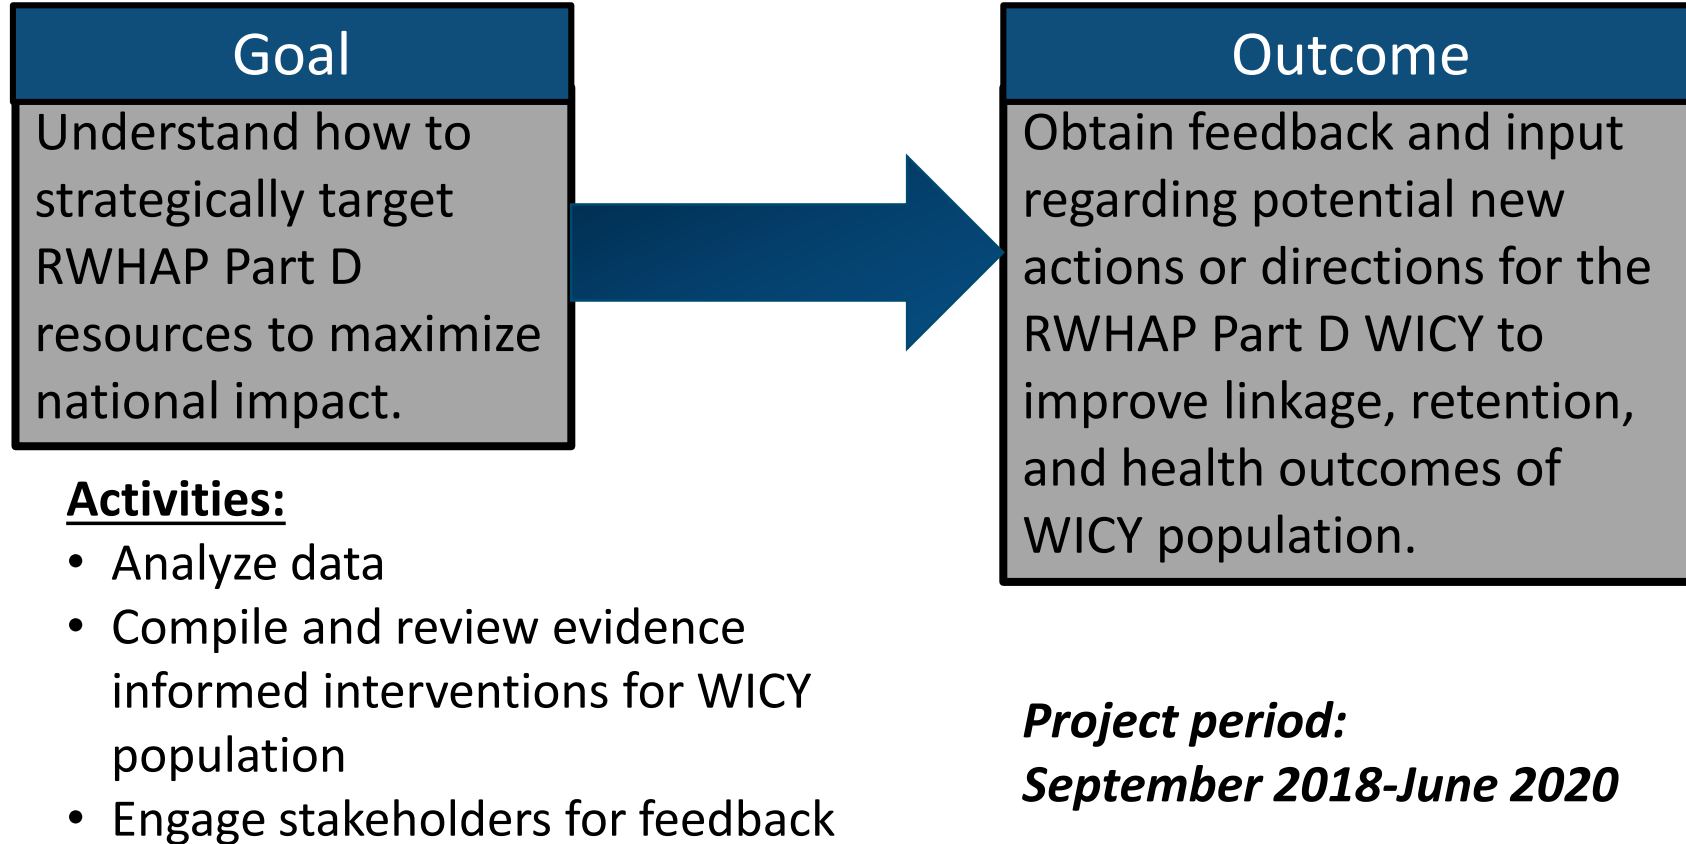 Goal
Understand how to
strategically target
RWHAP Part D
resources to maximize
national impact.
Activities:
• Analyze data
• Compile and review evidence
informed interventions for WICY
population
• Engage stakeholders for feedback
Outcome
Obtain feedback and input
regarding potential new
actions or directions for the
RWHAP Part D WICY to
improve linkage, retention,
and health outcomes of
WICY population.
Project period:
September 2018-June 2020